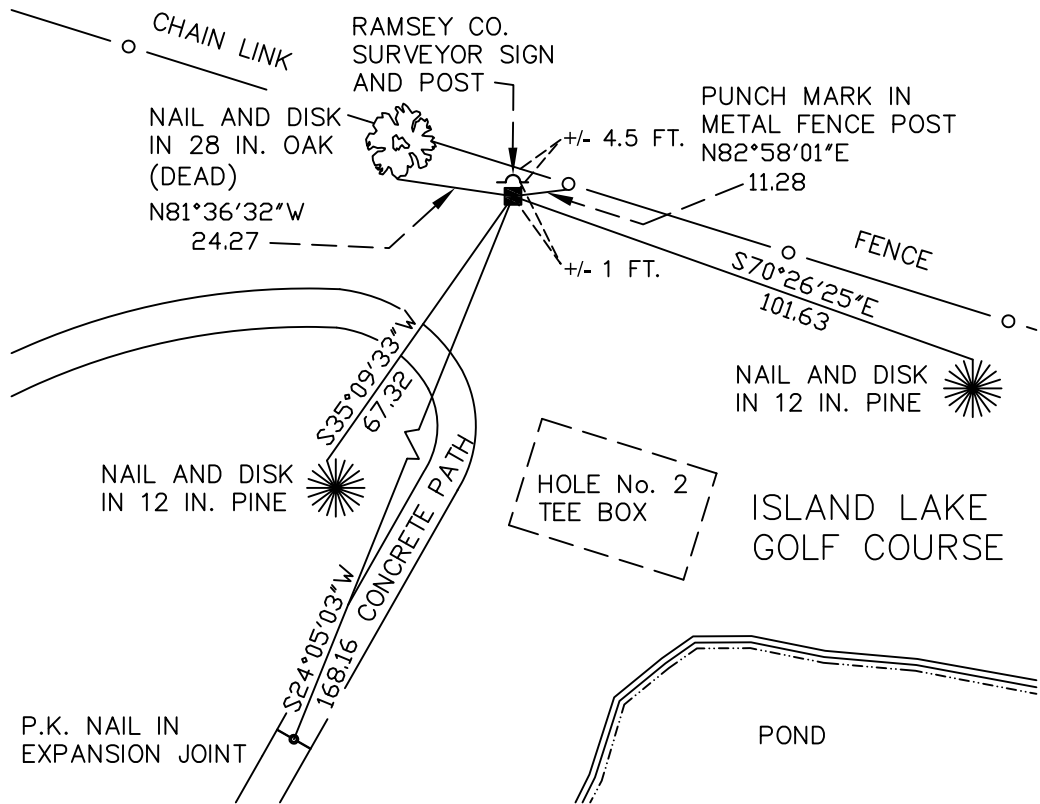 CHAIN LINK
RAMSEY CO.
SURVEYOR SIGN
AND POST
NAIL AND DISK
IN 28 IN. OAK
(DEAD)
N81°36'32"W
24.27
+/- 4.5 FT.
PUNCH MARK IN
METAL FENCE POST
N82°58'01"E
11.28
+/- 1 FT.
FENCE
S70°26'25"E
101.63
NAIL AND DISK
IN 12 IN. PINE
S35°09'33"W
67.32
NAIL AND DISK
IN 12 IN. PINE
HOLE No. 2
TEE BOX
ISLAND LAKE
GOLF COURSE
S24°05'03"W
168.16
CONCRETE PATH
P.K. NAIL IN
EXPANSION JOINT
POND